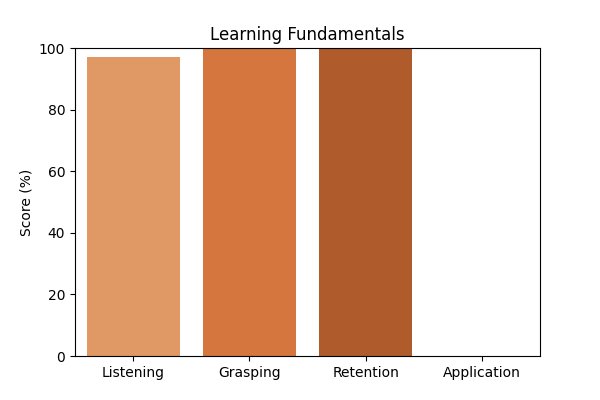 Learning Fundamentals
Score (%)
100
80
60
40
20
0
Listening
Grasping
Retention
Application